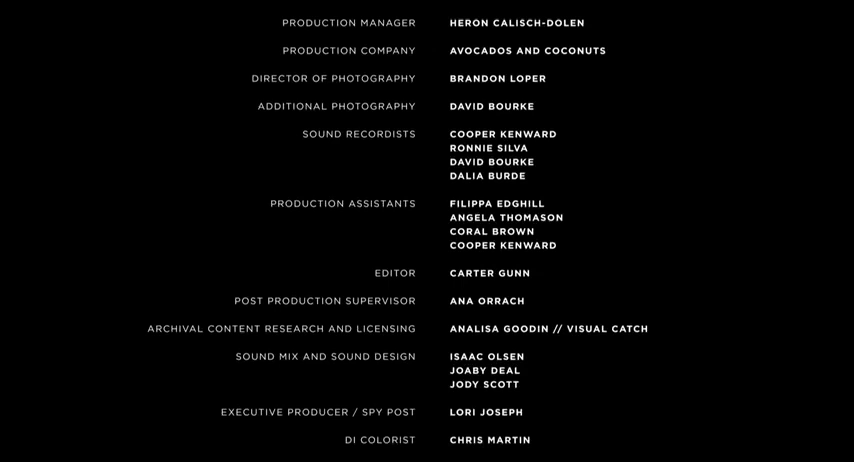 PRODUCTION MANAGER HERON CALISCH-DOLEN
PRODUCTION COMPANY AVOCADOS AND COCONUTS
DIRECTOR OF PHOTOGRAPHY BRANDON LOPER
ADDITIONAL PHOTOGRAPHY DAVID BOURKE
SOUND RECORDISTS COOPER KENWARD
RONNIE SILVA
DAVID BOURKE
DALIA BURDE
PRODUCTION ASSISTANTS FILIPPA EDGHILL
ANGELA THOMASON
CORAL BROWN
COOPER KENWARD
EDITOR CARTER GUNN
POST PRODUCTION SUPERVISOR ANA ORRACH
ARCHIVAL CONTENT RESEARCH AND LICENSING ANALISA GOODIN // VISUAL CATCH
SOUND MIX AND SOUND DESIGN ISAAC OLSEN
JOABY DEAL
JODY SCOTT
EXECUTIVE PRODUCER / SPY POST LORI JOSEPH
DI COLORIST CHRIS MARTIN